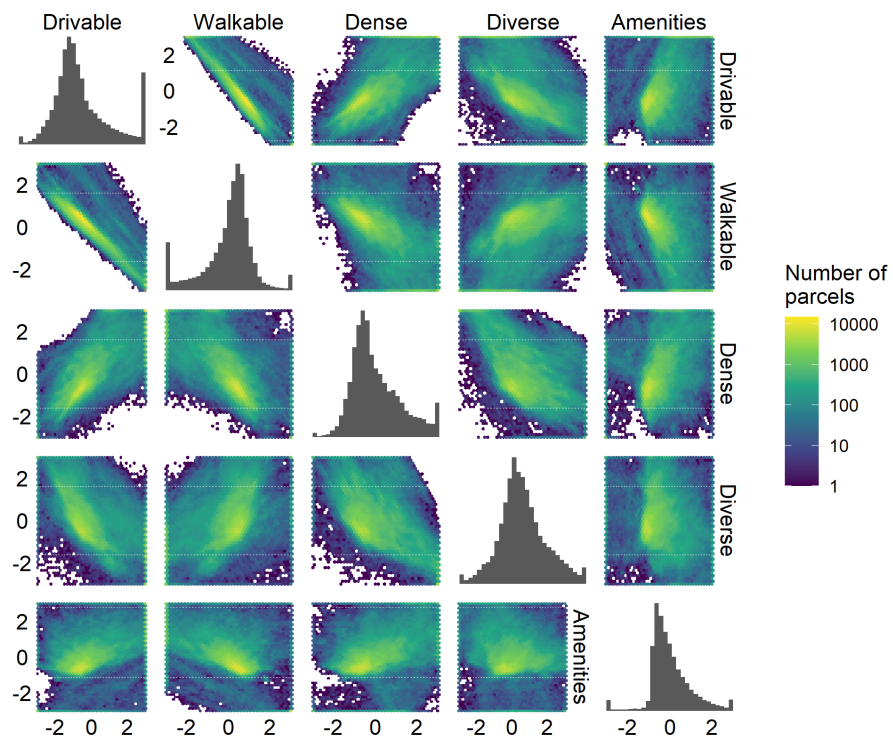 Drivable Walkable Dense Diverse Amenities
2
0
-2
Drivable
2
0
-2
Walkable
2
0
-2
Dense
2
0
-2
Diverse
2
0
-2
Amenities
-2 0 2 -2 0 2 -2 0 2 -2 0 2 -2 0 2
Number of
parcels
10000
1000
100
10
1